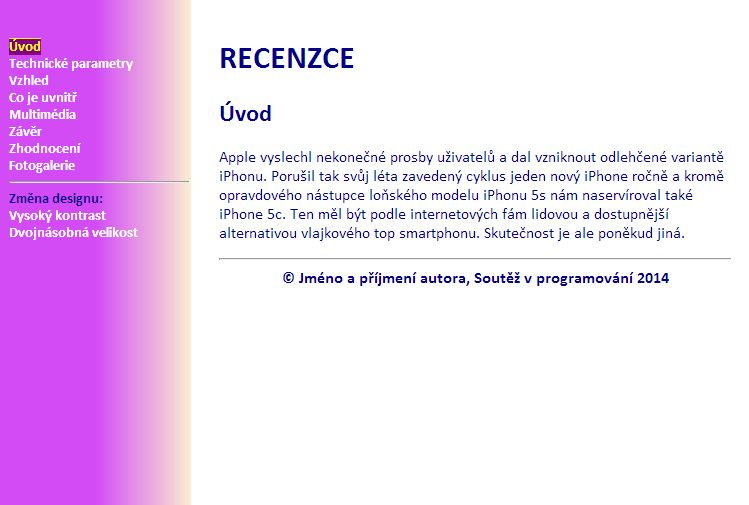 Úvod
Technické parametry
Vzhled
Co je uvnitř
Multimédia
Závěr
Zhodnocení
Fotogalerie
Změna designu:
Vysoký kontrast
Dvojnásobná velikost
RECENZCE
Úvod
Apple vyslechl nekonečné prosby uživatelů a dal vzniknout odlehčené variantě
iPhonu. Porušil tak svůj léta zavedený cyklus jeden nový iPhone ročně a kromě
opravdového nástupce loňského modelu iPhonu 5s nám naservíroval také
iPhone 5c. Ten měl být podle internetových fám lidovou a dostupnější
alternativou vlajkového top smartphonu. Skutečnost je ale poněkud jiná.
© Jméno a příjmení autora, Soutěž v programování 2014